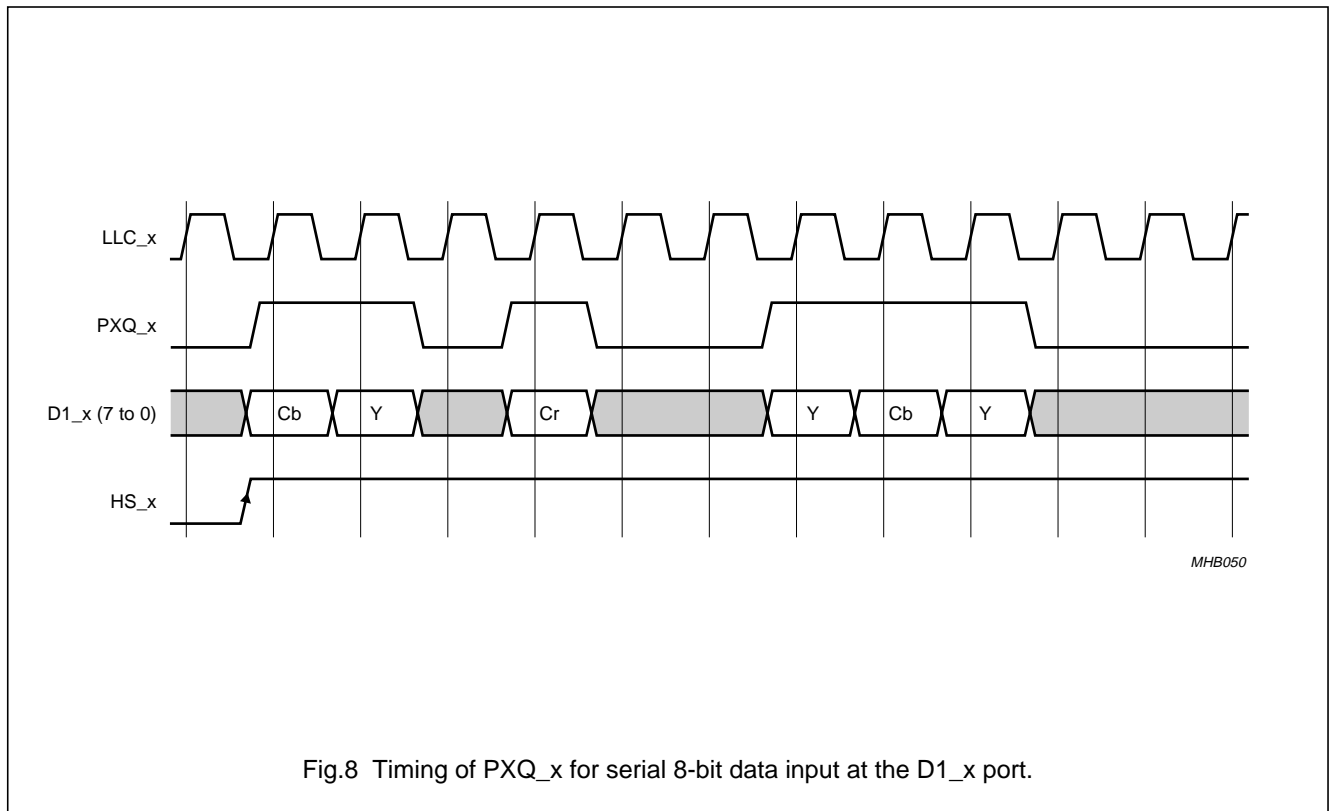 LLC_x
PXQ_x
D1_x (7 to 0)
Cb
Y
Cr
Y
Cb
Y
HS_x
MHB050
Fig.8 Timing of PXQ_x for serial 8-bit data input at the D1_x port.